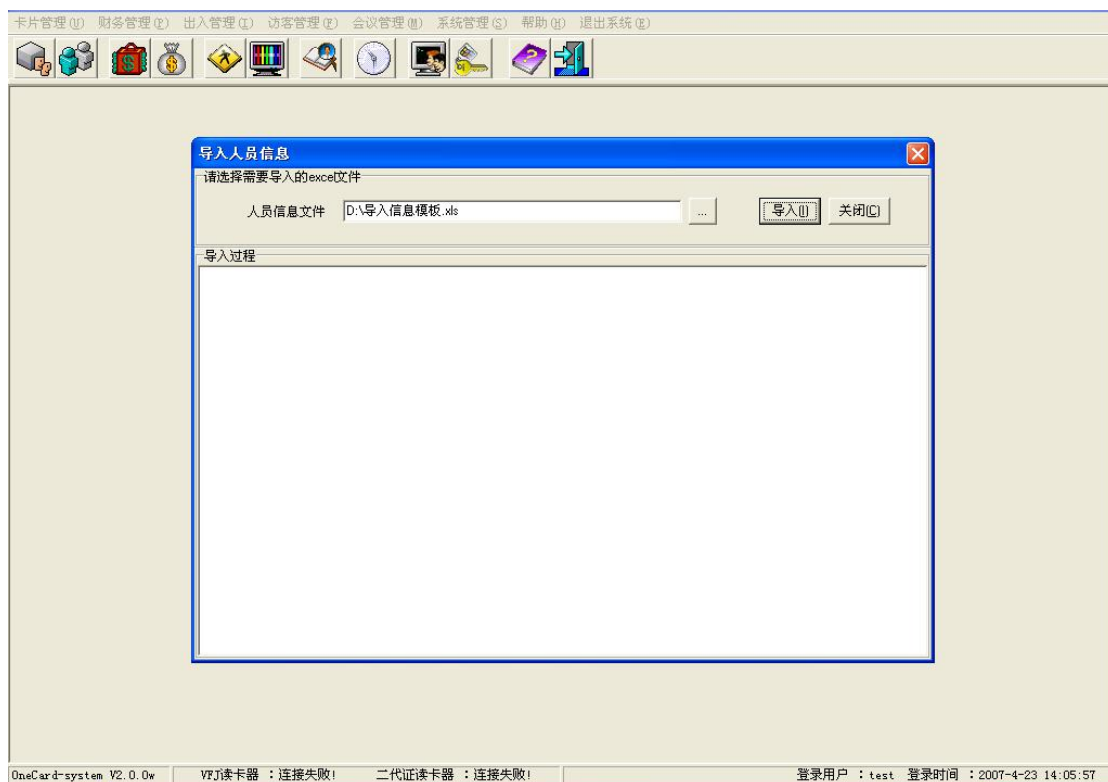 卡片管理(U) 财务管理(P) 出入管理(I) 访客管理(F) 会议管理(M) 系统管理(S) 帮助(H) 退出系统(E)
导入人员信息
请选择需要导入的excel文件
人员信息文件 D:\导入信息模板.xls ... 导入(I) 关闭(C)
导入过程
OneCard-system V2.0.0w VFJ读卡器 :连接失败! 二代证读卡器 :连接失败! 登录用户 :test 登录时间 :2007-4-23 14:05:57